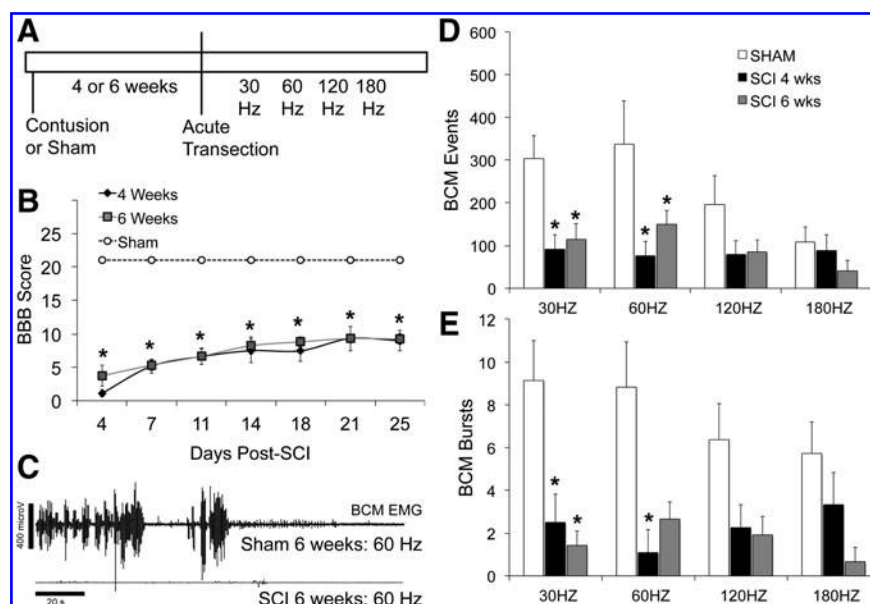 A
4 or 6 weeks
30 Hz
60 Hz
120 Hz
180 Hz
Contusion
or Sham
Acute
Transection
B
4 Weeks
6 Weeks
Sham
BBB Score
25
20
15
10
5
0
*
*
*
*
*
*
*
4 7 11 14 18 21 25
Days Post-SCI
C
400 microV
BCM EMG
Sham 6 weeks: 60 Hz
20 s
SCI 6 weeks: 60 Hz
D
SHAM
SCI 4 wks
SCI 6 wks
BCM Events
600
500
400
300
200
100
0
* *
* *
30HZ 60HZ 120HZ 180HZ
E
BCM Bursts
12
10
8
6
4
2
0
* *
*
30HZ 60HZ 120HZ 180HZ